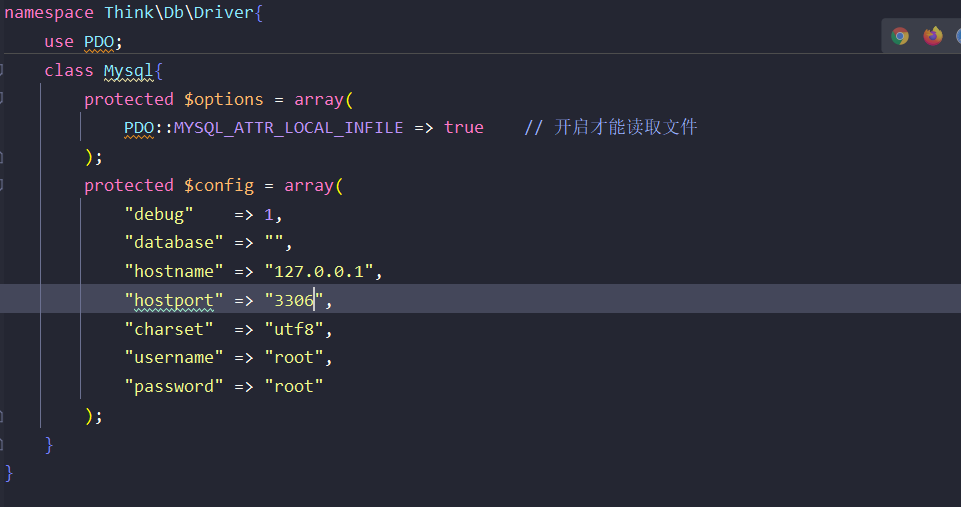 namespace Think\Db\Driver{
    use PDO;
    class Mysql{
        protected $options = array(
            PDO::MYSQL_ATTR_LOCAL_INFILE => true    // 开启才能读取文件
        );
        protected $config = array(
            "debug"    => 1,
            "database" => "",
            "hostname" => "127.0.0.1",
            "hostport" => "3306",
            "charset"  => "utf8",
            "username" => "root",
            "password" => "root"
        );
    }
}